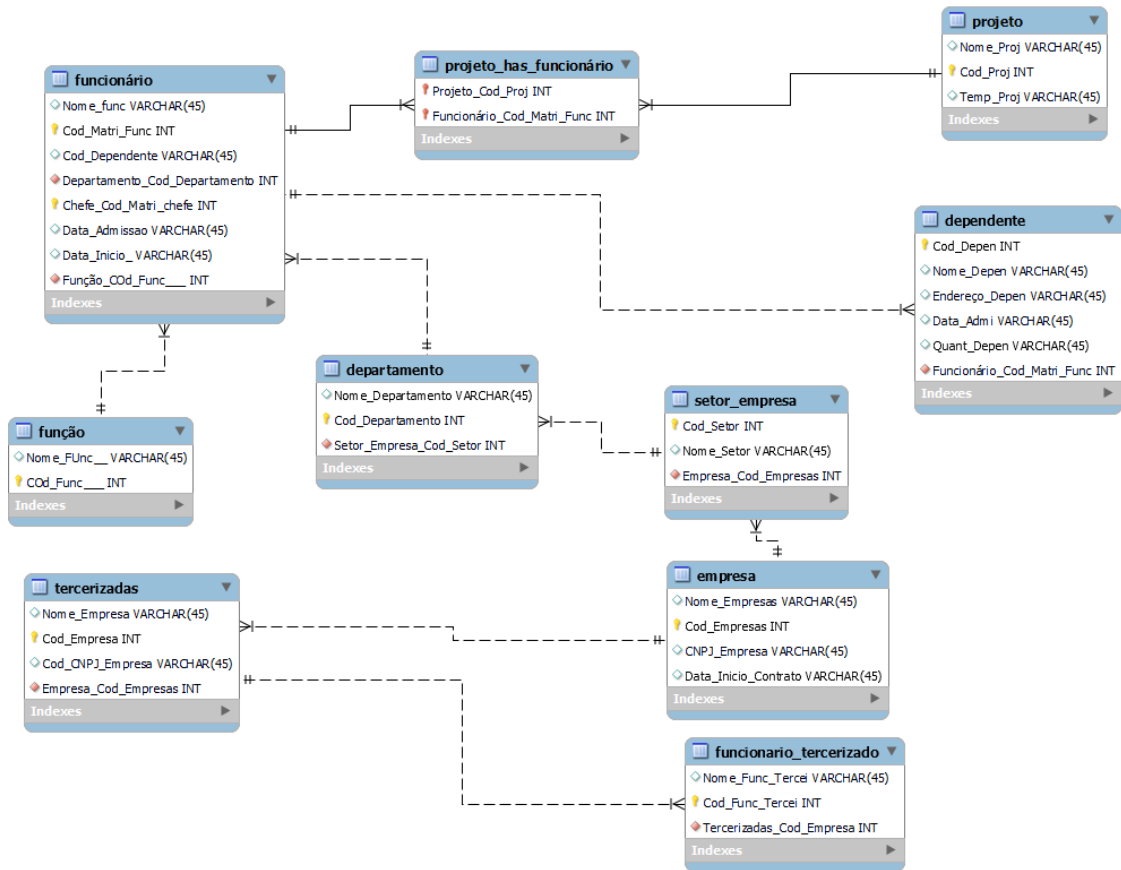 projeto
Nome_Proj VARCHAR(45)
Cod_Proj INT
Temp_Proj VARCHAR(45)
Indexes
projeto_has_funcionário
Projeto_Cod_Proj INT
Funcionário_Cod_Matri_Func INT
Indexes
funcionário
Nome_func VARCHAR(45)
Cod_Matri_Func INT
Cod_Dependente VARCHAR(45)
Departamento_Cod_Departamento INT
Chefe_Cod_Matri_chefe INT
Data_Admissao VARCHAR(45)
Data_Inicio_ VARCHAR(45)
Função_COd_Func___ INT
Indexes
dependente
Cod_Depen INT
Nome_Depen VARCHAR(45)
Endereço_Depen VARCHAR(45)
Data_Admi VARCHAR(45)
Quant_Depen VARCHAR(45)
Funcionário_Cod_Matri_Func INT
Indexes
departamento
Nome_Departamento VARCHAR(45)
Cod_Departamento INT
Setor_Empresa_Cod_Setor INT
Indexes
setor_empresa
Cod_Setor INT
Nome_Setor VARCHAR(45)
Empresa_Cod_Empresas INT
Indexes
função
Nome_FUnc__ VARCHAR(45)
COd_Func___ INT
Indexes
tercerizadas
Nome_Empresa VARCHAR(45)
Cod_Empresa INT
Cod_CNPJ_Empresa VARCHAR(45)
Empresa_Cod_Empresas INT
Indexes
empresa
Nome_Empresas VARCHAR(45)
Cod_Empresas INT
CNPJ_Empresa VARCHAR(45)
Data_Inicio_Contrato VARCHAR(45)
Indexes
funcionario_tercerizado
Nome_Func_Tercei VARCHAR(45)
Cod_Func_Tercei INT
Tercerizadas_Cod_Empresa INT
Indexes